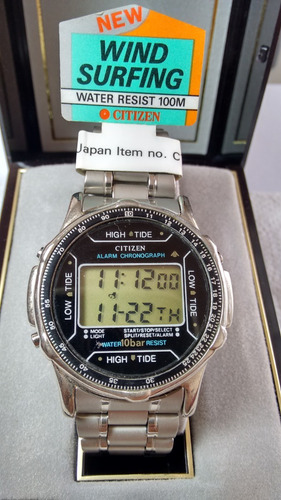 NEW
WIND
SURFING
WATER RESIST 100M
CITIZEN
Japan Item no. C
HIGH TIDE
CITIZEN
ALARM CHRONOGRAPH
LOW TIDE
LOW TIDE
11:12 00
11-22 TH
MODE START/STOP/SELECT
LIGHT SPLIT/RESET/ALARM
WATER 10bar RESIST
HIGH TIDE